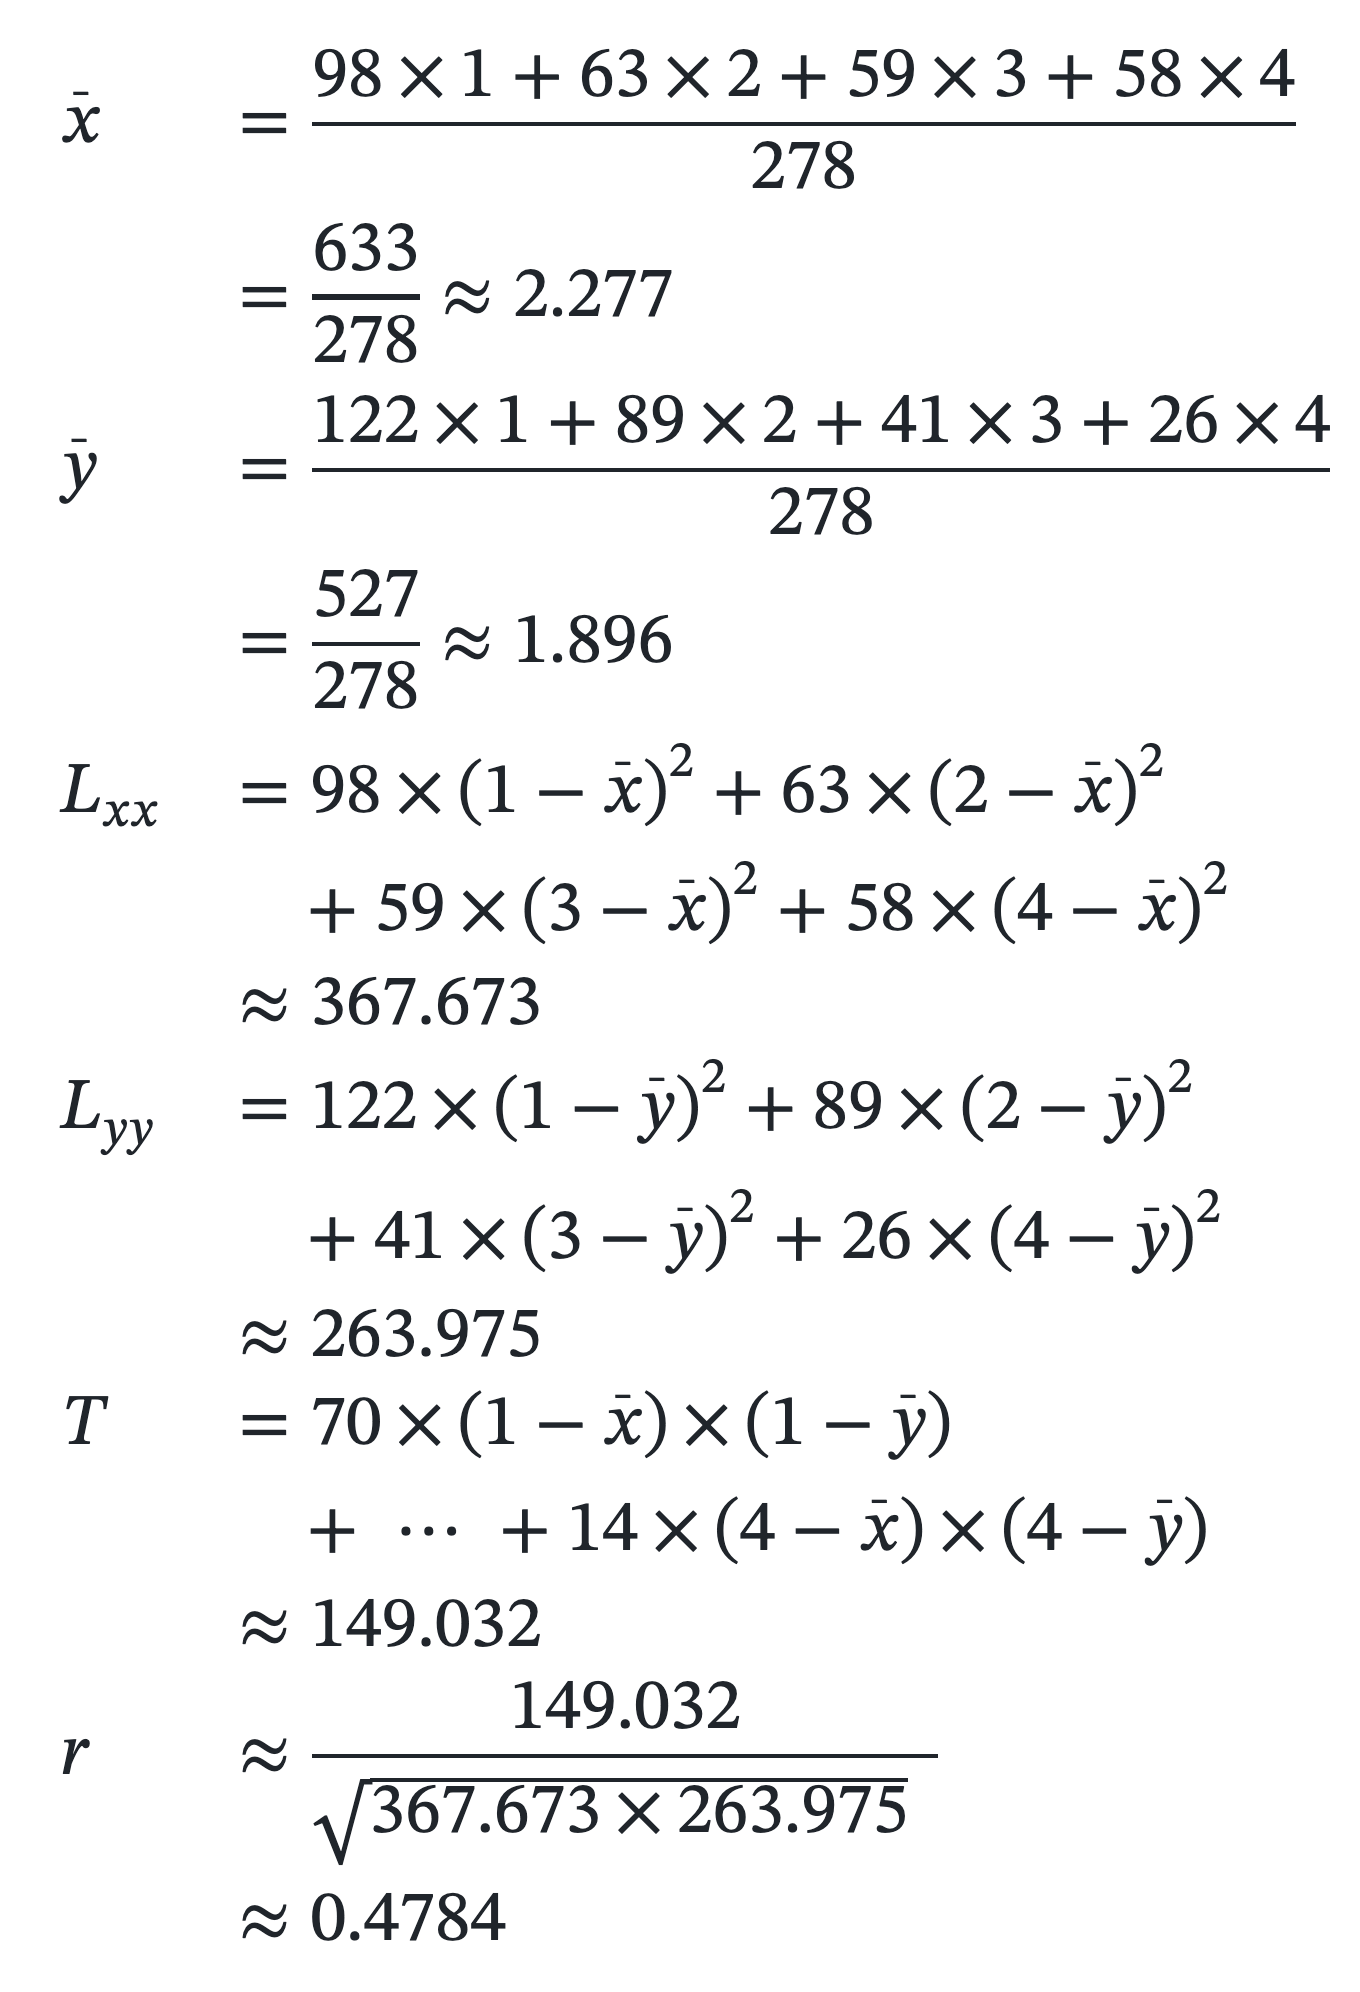 x̄ = (98 × 1 + 63 × 2 + 59 × 3 + 58 × 4) / 278
= 633 / 278 ≈ 2.277
ȳ = (122 × 1 + 89 × 2 + 41 × 3 + 26 × 4) / 278
= 527 / 278 ≈ 1.896
L_xx = 98 × (1 − x̄)² + 63 × (2 − x̄)²
+ 59 × (3 − x̄)² + 58 × (4 − x̄)²
≈ 367.673
L_yy = 122 × (1 − ȳ)² + 89 × (2 − ȳ)²
+ 41 × (3 − ȳ)² + 26 × (4 − ȳ)²
≈ 263.975
T = 70 × (1 − x̄) × (1 − ȳ)
+ ⋯ + 14 × (4 − x̄) × (4 − ȳ)
≈ 149.032
r ≈ 149.032 / √(367.673 × 263.975)
≈ 0.4784